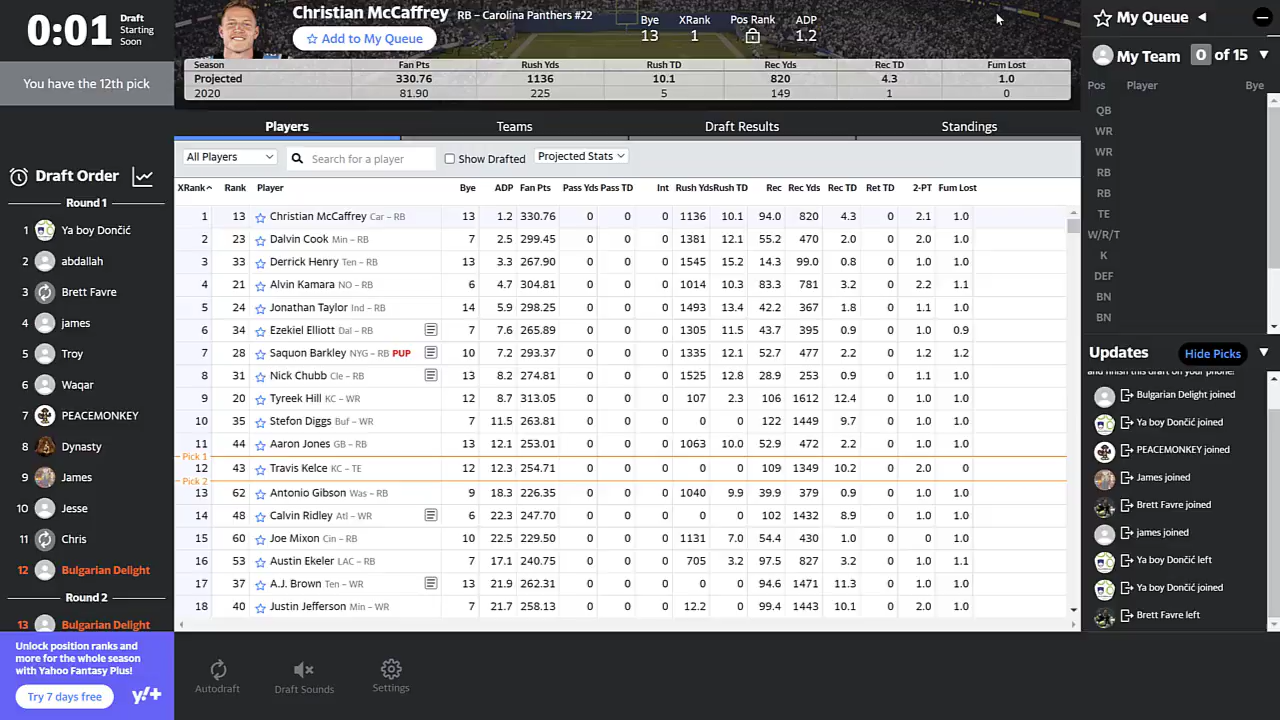 0:01
Draft
Starting
Soon
You have the 12th pick
Draft Order
Round 1
1 Ya boy Dončić
2 abdallah
3 Brett Favre
4 james
5 Troy
6 Waqar
7 PEACEMONKEY
8 Dynasty
9 James
10 Jesse
11 Chris
12 Bulgarian Delight
Round 2
13 Bulgarian Delight
Unlock position ranks and
more for the whole season
with Yahoo Fantasy Plus!
Try 7 days free
y!+
Christian McCaffrey RB – Carolina Panthers #22
Add to My Queue
Bye XRank Pos Rank ADP
13 1 1.2
Season Fan Pts Rush Yds Rush TD Rec Yds Rec TD Fum Lost
Projected 330.76 1136 10.1 820 4.3 1.0
2020 81.90 225 5 149 1 0
Players Teams Draft Results Standings
All Players Search for a player Show Drafted Projected Stats
XRank Rank Player Bye ADP Fan Pts Pass Yds Pass TD Int Rush Yds Rush TD Rec Rec Yds Rec TD Ret TD 2-PT Fum Lost
1 13 Christian McCaffrey Car – RB 13 1.2 330.76 0 0 0 1136 10.1 94.0 820 4.3 0 2.1 1.0
2 23 Dalvin Cook Min – RB 7 2.5 299.45 0 0 0 1381 12.1 55.2 470 2.0 0 2.0 1.0
3 33 Derrick Henry Ten – RB 13 3.3 267.90 0 0 0 1545 15.2 14.3 99.0 0.8 0 1.0 1.0
4 21 Alvin Kamara NO – RB 6 4.7 304.81 0 0 0 1014 10.3 83.3 781 3.2 0 2.2 1.1
5 24 Jonathan Taylor Ind – RB 14 5.9 298.25 0 0 0 1493 13.4 42.2 367 1.8 0 1.1 1.0
6 34 Ezekiel Elliott Dal – RB 7 7.6 265.89 0 0 0 1305 11.5 43.7 395 0.9 0 1.0 0.9
7 28 Saquon Barkley NYG – RB PUP 10 7.2 293.37 0 0 0 1335 12.1 52.7 477 2.2 0 1.2 1.2
8 31 Nick Chubb Cle – RB 13 8.2 274.81 0 0 0 1525 12.8 28.9 253 0.9 0 1.1 1.0
9 20 Tyreek Hill KC – WR 12 8.7 313.05 0 0 0 107 2.3 106 1612 12.4 0 1.0 1.0
10 35 Stefon Diggs Buf – WR 7 11.5 263.81 0 0 0 0 0 122 1449 9.7 0 1.0 1.0
11 44 Aaron Jones GB – RB 13 12.1 253.01 0 0 0 1063 10.0 52.9 472 2.2 0 1.0 1.0
Pick 1
12 43 Travis Kelce KC – TE 12 12.3 254.71 0 0 0 0 0 109 1349 10.2 0 2.0 0
Pick 2
13 62 Antonio Gibson Was – RB 9 18.3 226.35 0 0 0 1040 9.9 39.9 379 0.9 0 1.0 1.0
14 48 Calvin Ridley Atl – WR 6 22.3 247.70 0 0 0 0 0 102 1432 8.9 0 1.0 1.0
15 60 Joe Mixon Cin – RB 10 22.5 229.50 0 0 0 1131 7.0 54.4 430 1.0 0 1.0 1.0
16 53 Austin Ekeler LAC – RB 7 17.1 240.75 0 0 0 705 3.2 97.5 827 3.2 0 1.0 1.1
17 37 A.J. Brown Ten – WR 13 21.9 262.31 0 0 0 0 0 94.6 1471 11.3 0 1.0 1.0
18 40 Justin Jefferson Min – WR 7 21.7 258.13 0 0 0 12.2 0 99.4 1443 10.1 0 2.0 1.0
Autodraft
Draft Sounds
Settings
My Queue
My Team 0 of 15
Pos Player Bye
QB
WR
WR
RB
RB
TE
W/R/T
K
DEF
BN
BN
Updates Hide Picks
and finish this draft on your phone!
Bulgarian Delight joined
Ya boy Dončić joined
PEACEMONKEY joined
James joined
Brett Favre joined
james joined
Ya boy Dončić left
Ya boy Dončić joined
Brett Favre left